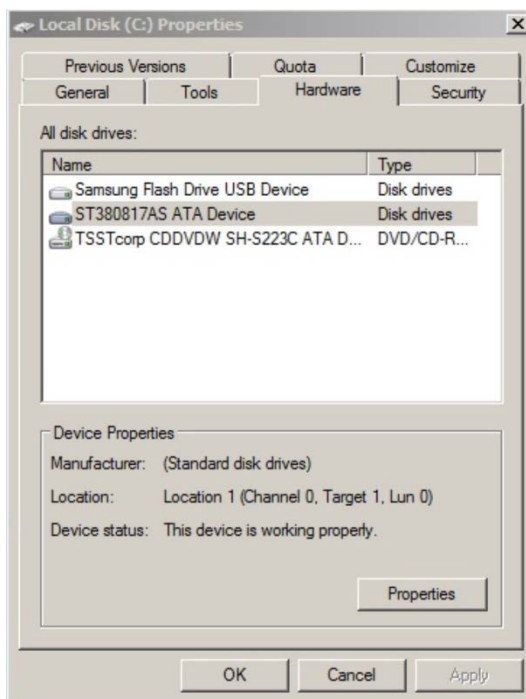 Local Disk (C:) Properties
Previous Versions Quota Customize
General Tools Hardware Security
All disk drives:
Name Type
Samsung Flash Drive USB Device Disk drives
ST380817AS ATA Device Disk drives
TSSTcorp CDDVDW SH-S223C ATA D... DVD/CD-R...
Device Properties
Manufacturer: (Standard disk drives)
Location: Location 1 (Channel 0, Target 1, Lun 0)
Device status: This device is working properly.
Properties
OK Cancel Apply